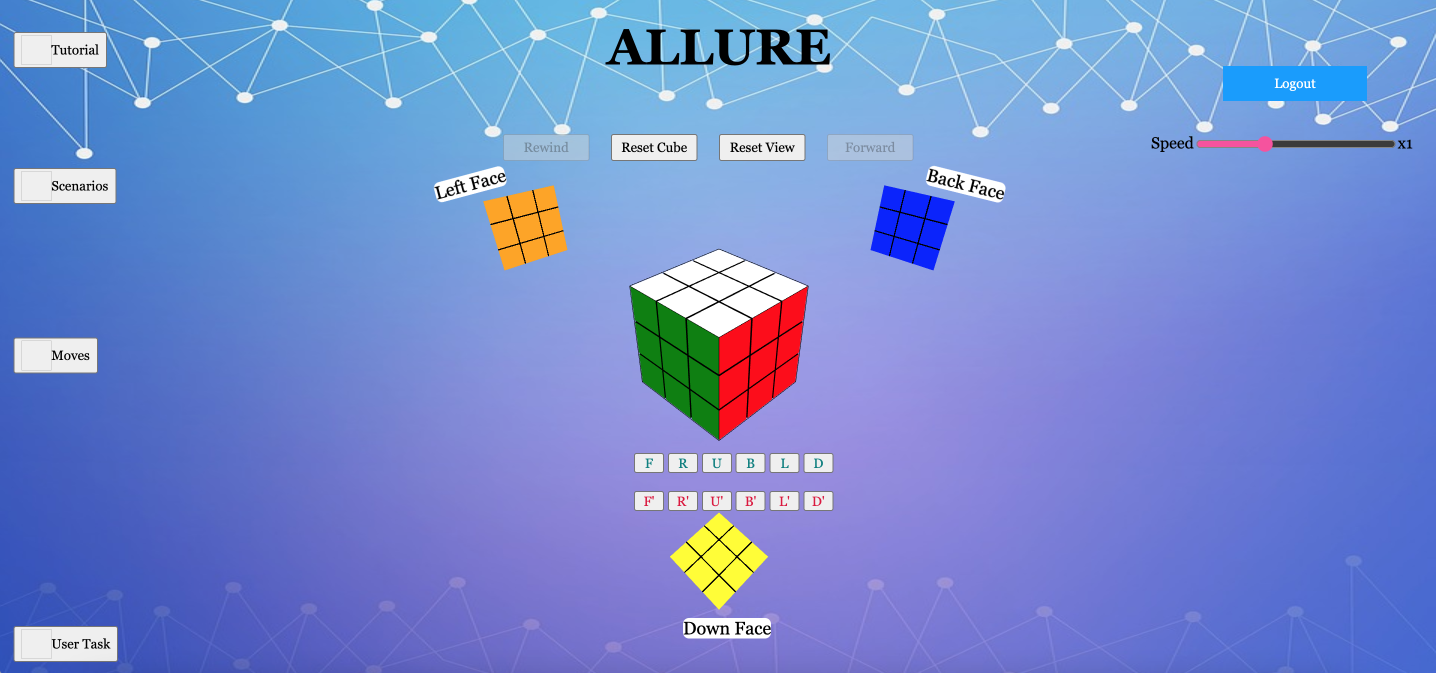 ALLURE
Tutorial
Logout
Rewind
Reset Cube
Reset View
Forward
Speed
x1
Left Face
Back Face
Scenarios
Moves
F R U B L D
F' R' U' B' L' D'
Down Face
User Task